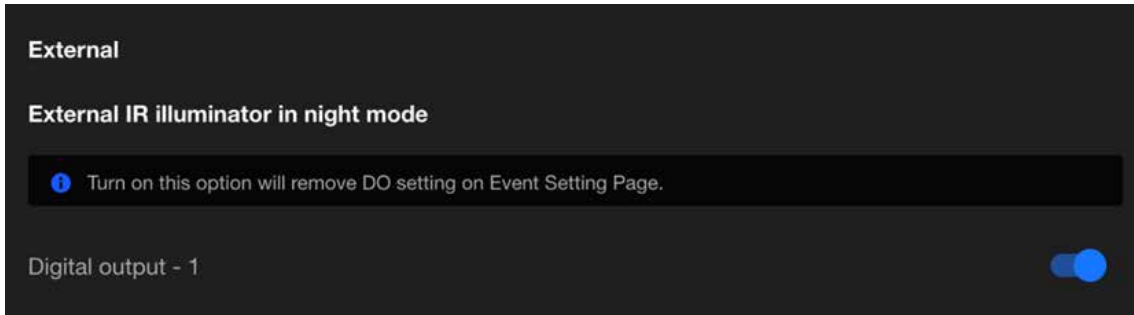 External
External IR illuminator in night mode
Turn on this option will remove DO setting on Event Setting Page.
Digital output - 1